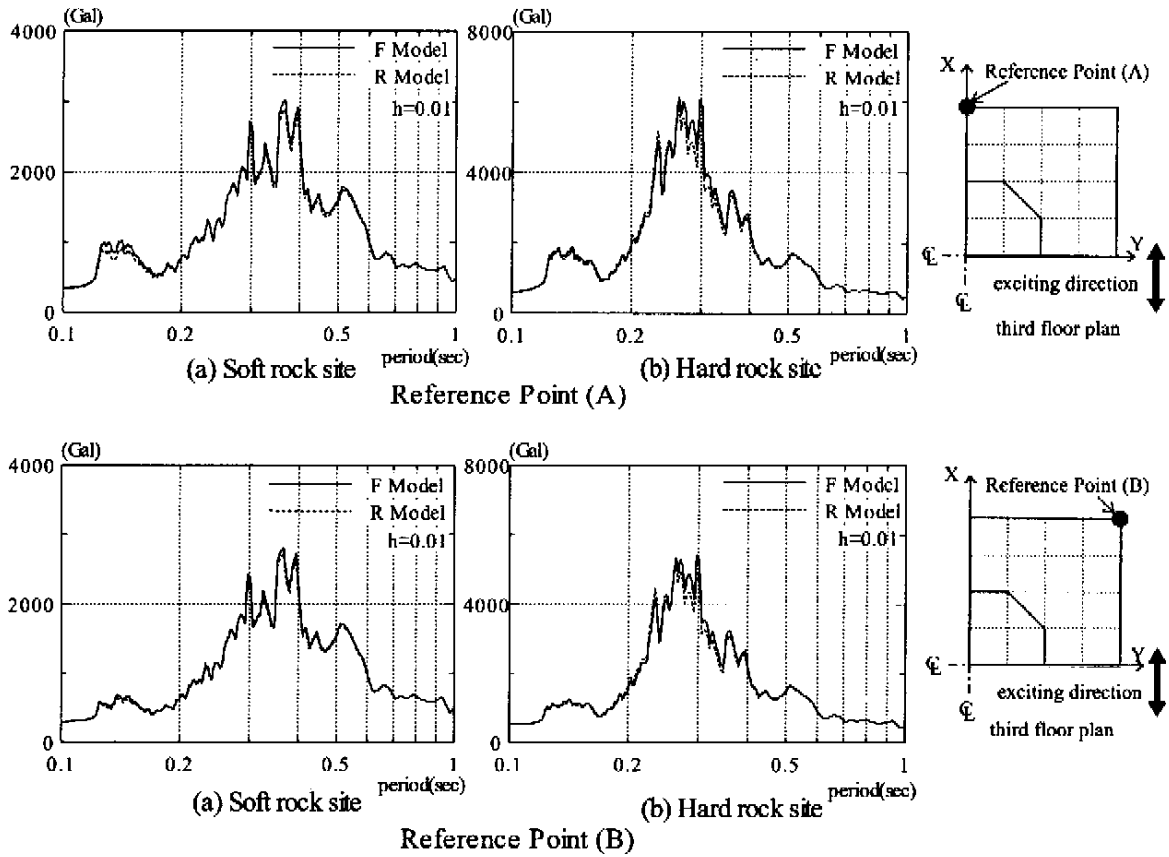 (Gal)
4000
2000
0
F Model
R Model
h=0.01
0.1
0.2
0.5
1
period(sec)
(a) Soft rock site
(Gal)
8000
4000
0
F Model
R Model
h=0.01
0.1
0.2
0.3
0.5
1
period(sec)
(b) Hard rock site
X
Reference Point (A)
Y
℄
exciting direction
℄
third floor plan
Reference Point (A)
(Gal)
4000
2000
0
F Model
R Model
h=0.01
0.1
0.2
0.5
1
period(sec)
(a) Soft rock site
(Gal)
8000
4000
0
F Model
R Model
h=0.01
0.1
0.2
0.3
0.5
1
period(sec)
(b) Hard rock site
X
Reference Point (B)
Y
℄
exciting direction
℄
third floor plan
Reference Point (B)